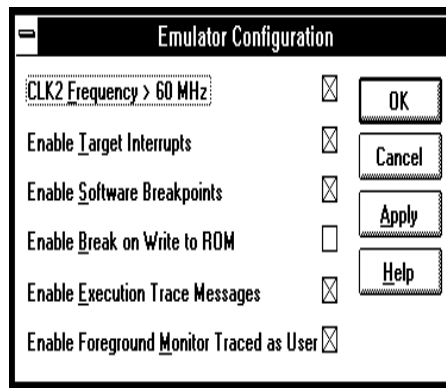 Emulator Configuration
CLK2 Frequency > 60 MHz
Enable Target Interrupts
Enable Software Breakpoints
Enable Break on Write to ROM
Enable Execution Trace Messages
Enable Foreground Monitor Traced as User
OK
Cancel
Apply
Help